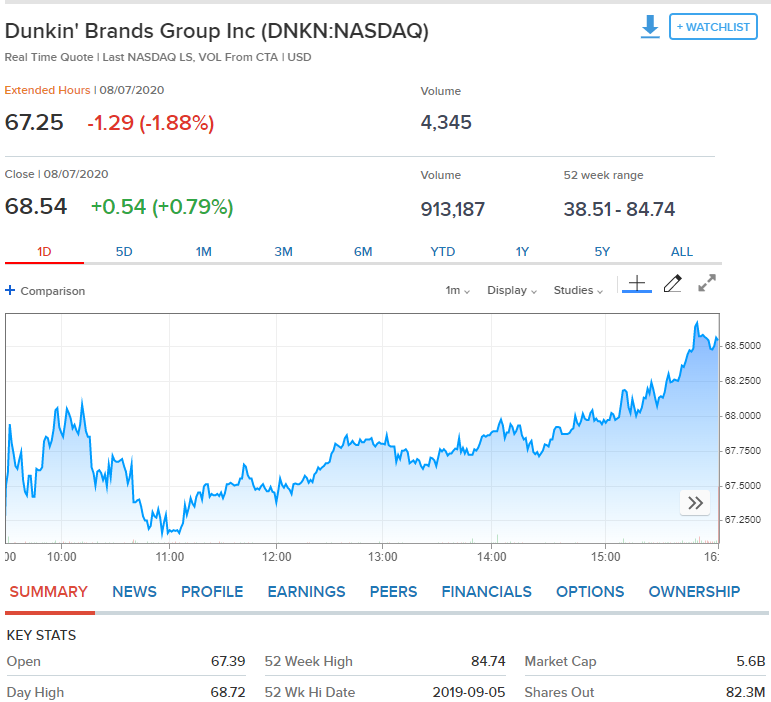 Dunkin' Brands Group Inc (DNKN:NASDAQ)
+ WATCHLIST
Real Time Quote | Last NASDAQ LS, VOL From CTA | USD
Extended Hours | 08/07/2020
Volume
67.25 -1.29 (-1.88%)
4,345
Close | 08/07/2020
Volume
52 week range
68.54 +0.54 (+0.79%)
913,187
38.51 - 84.74
1D 5D 1M 3M 6M YTD 1Y 5Y ALL
+ Comparison
1m Display Studies
68.5000
68.2500
68.0000
67.7500
67.5000
67.2500
00 10:00 11:00 12:00 13:00 14:00 15:00 16:
SUMMARY NEWS PROFILE EARNINGS PEERS FINANCIALS OPTIONS OWNERSHIP
KEY STATS
Open 67.39 52 Week High 84.74 Market Cap 5.6B
Day High 68.72 52 Wk Hi Date 2019-09-05 Shares Out 82.3M